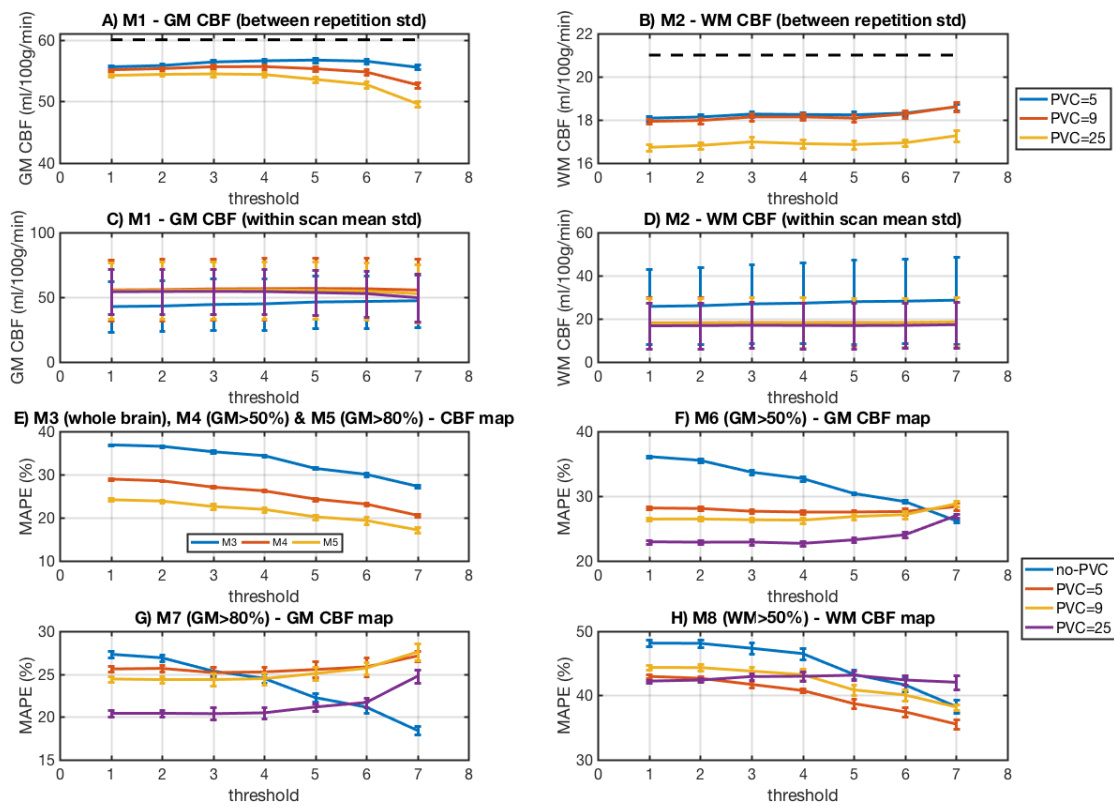 A) M1 - GM CBF (between repetition std)
GM CBF (ml/100g/min)
60
50
40
0 1 2 3 4 5 6 7 8
threshold
B) M2 - WM CBF (between repetition std)
WM CBF (ml/100g/min)
22
20
18
16
0 1 2 3 4 5 6 7 8
threshold
PVC=5
PVC=9
PVC=25
C) M1 - GM CBF (within scan mean std)
GM CBF (ml/100g/min)
100
50
0
0 1 2 3 4 5 6 7 8
threshold
D) M2 - WM CBF (within scan mean std)
WM CBF (ml/100g/min)
60
40
20
0
0 1 2 3 4 5 6 7 8
threshold
E) M3 (whole brain), M4 (GM>50%) & M5 (GM>80%) - CBF map
MAPE (%)
40
30
20
10
M3 M4 M5
0 1 2 3 4 5 6 7 8
threshold
F) M6 (GM>50%) - GM CBF map
MAPE (%)
40
30
20
0 1 2 3 4 5 6 7 8
threshold
no-PVC
PVC=5
PVC=9
PVC=25
G) M7 (GM>80%) - GM CBF map
MAPE (%)
30
25
20
15
0 1 2 3 4 5 6 7 8
threshold
H) M8 (WM>50%) - WM CBF map
MAPE (%)
50
40
30
0 1 2 3 4 5 6 7 8
threshold